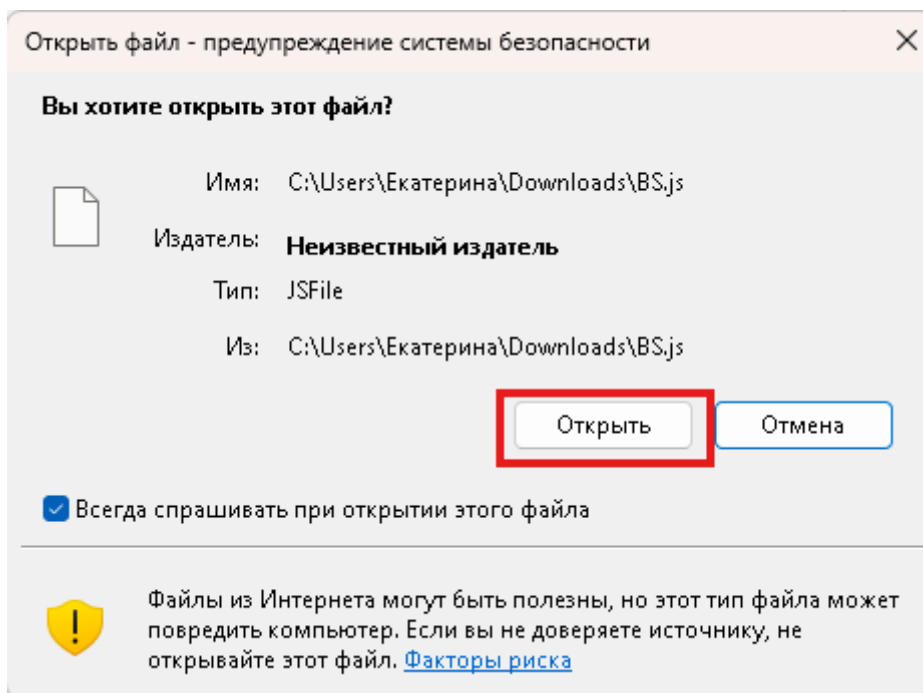 Открыть файл - предупреждение системы безопасности
Вы хотите открыть этот файл?
Имя: C:\Users\Екатерина\Downloads\BS.js
Издатель: Неизвестный издатель
Тип: JSFile
Из: C:\Users\Екатерина\Downloads\BS.js
Открыть Отмена
Всегда спрашивать при открытии этого файла
Файлы из Интернета могут быть полезны, но этот тип файла может
повредить компьютер. Если вы не доверяете источнику, не
открывайте этот файл. Факторы риска